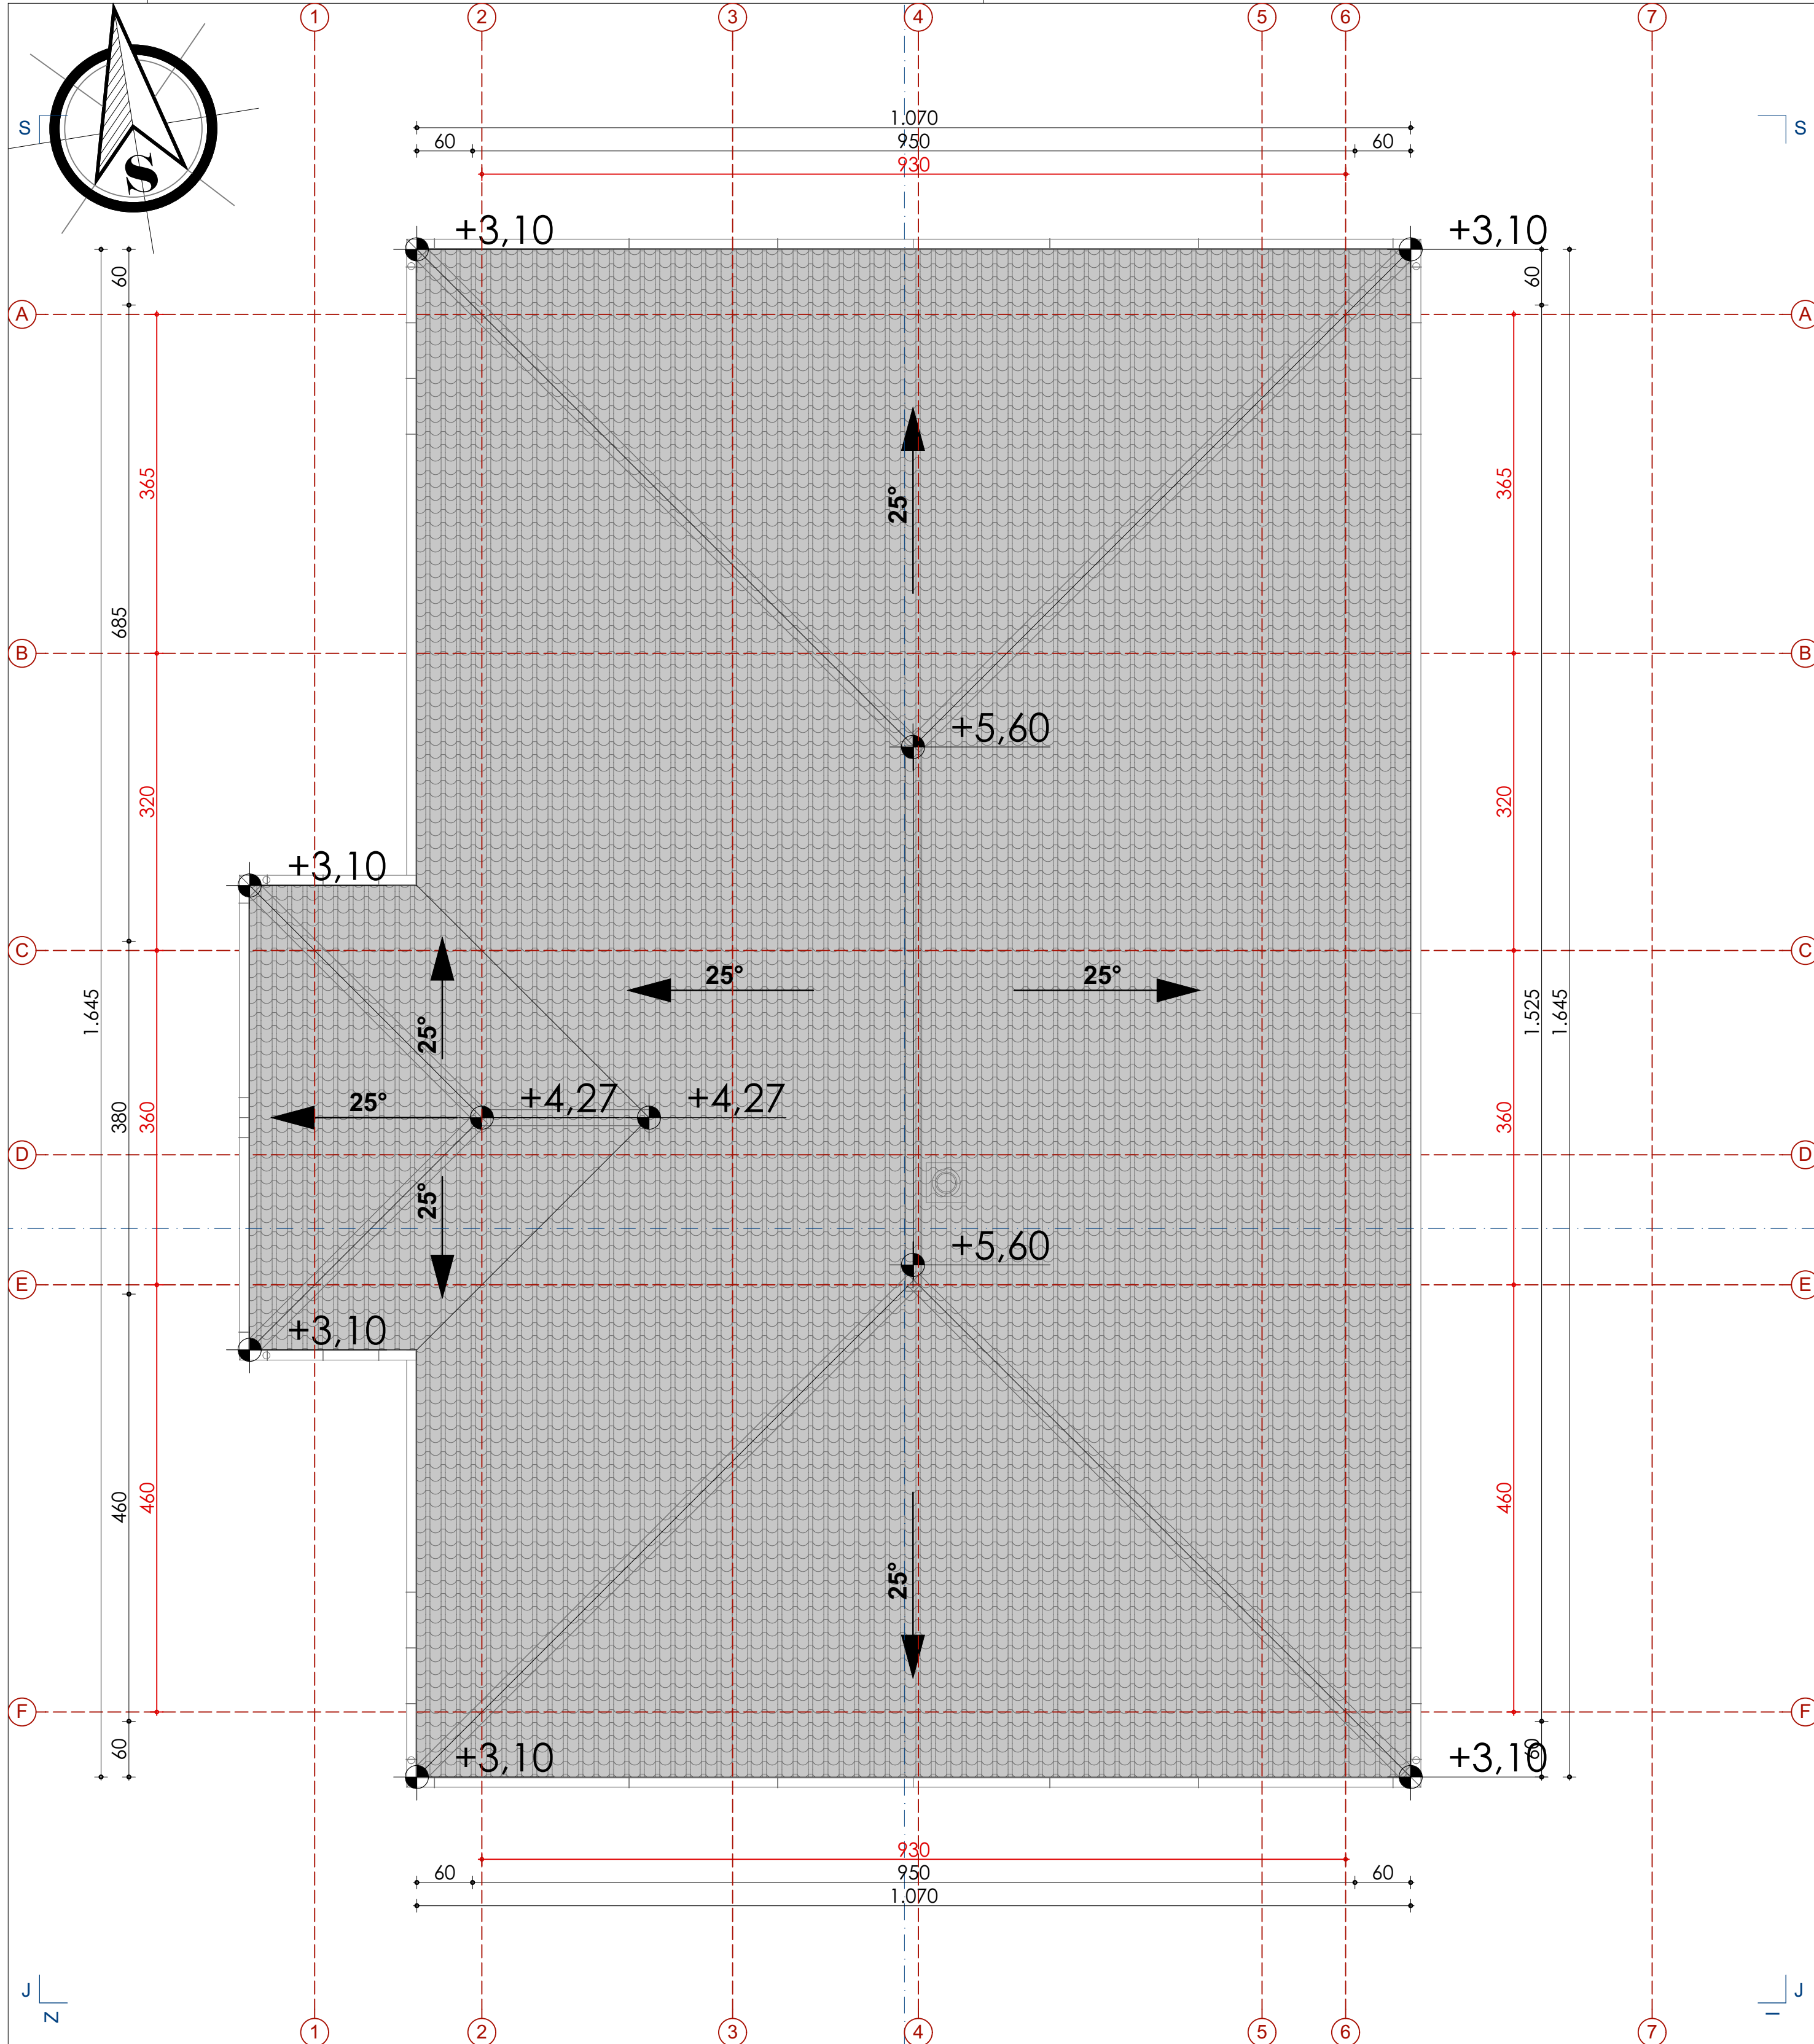 1 2 3 4 5 6 7
S S
S
1.070
60 950 60
930
+3,10 +3,10
60 60
A A
365 365
25°
685
B B
+5,60
320 320
+3,10
C C
25° 25°
1.645 1.525 1.645
25°
25° +4,27 +4,27
380 360 360
D D
25°
+5,60
E E
+3,10
460 460 460
25°
F F
60 +3,10 +3,10 60
930
60 950 60
1.070
J J
Z I
1 2 3 4 5 6 7